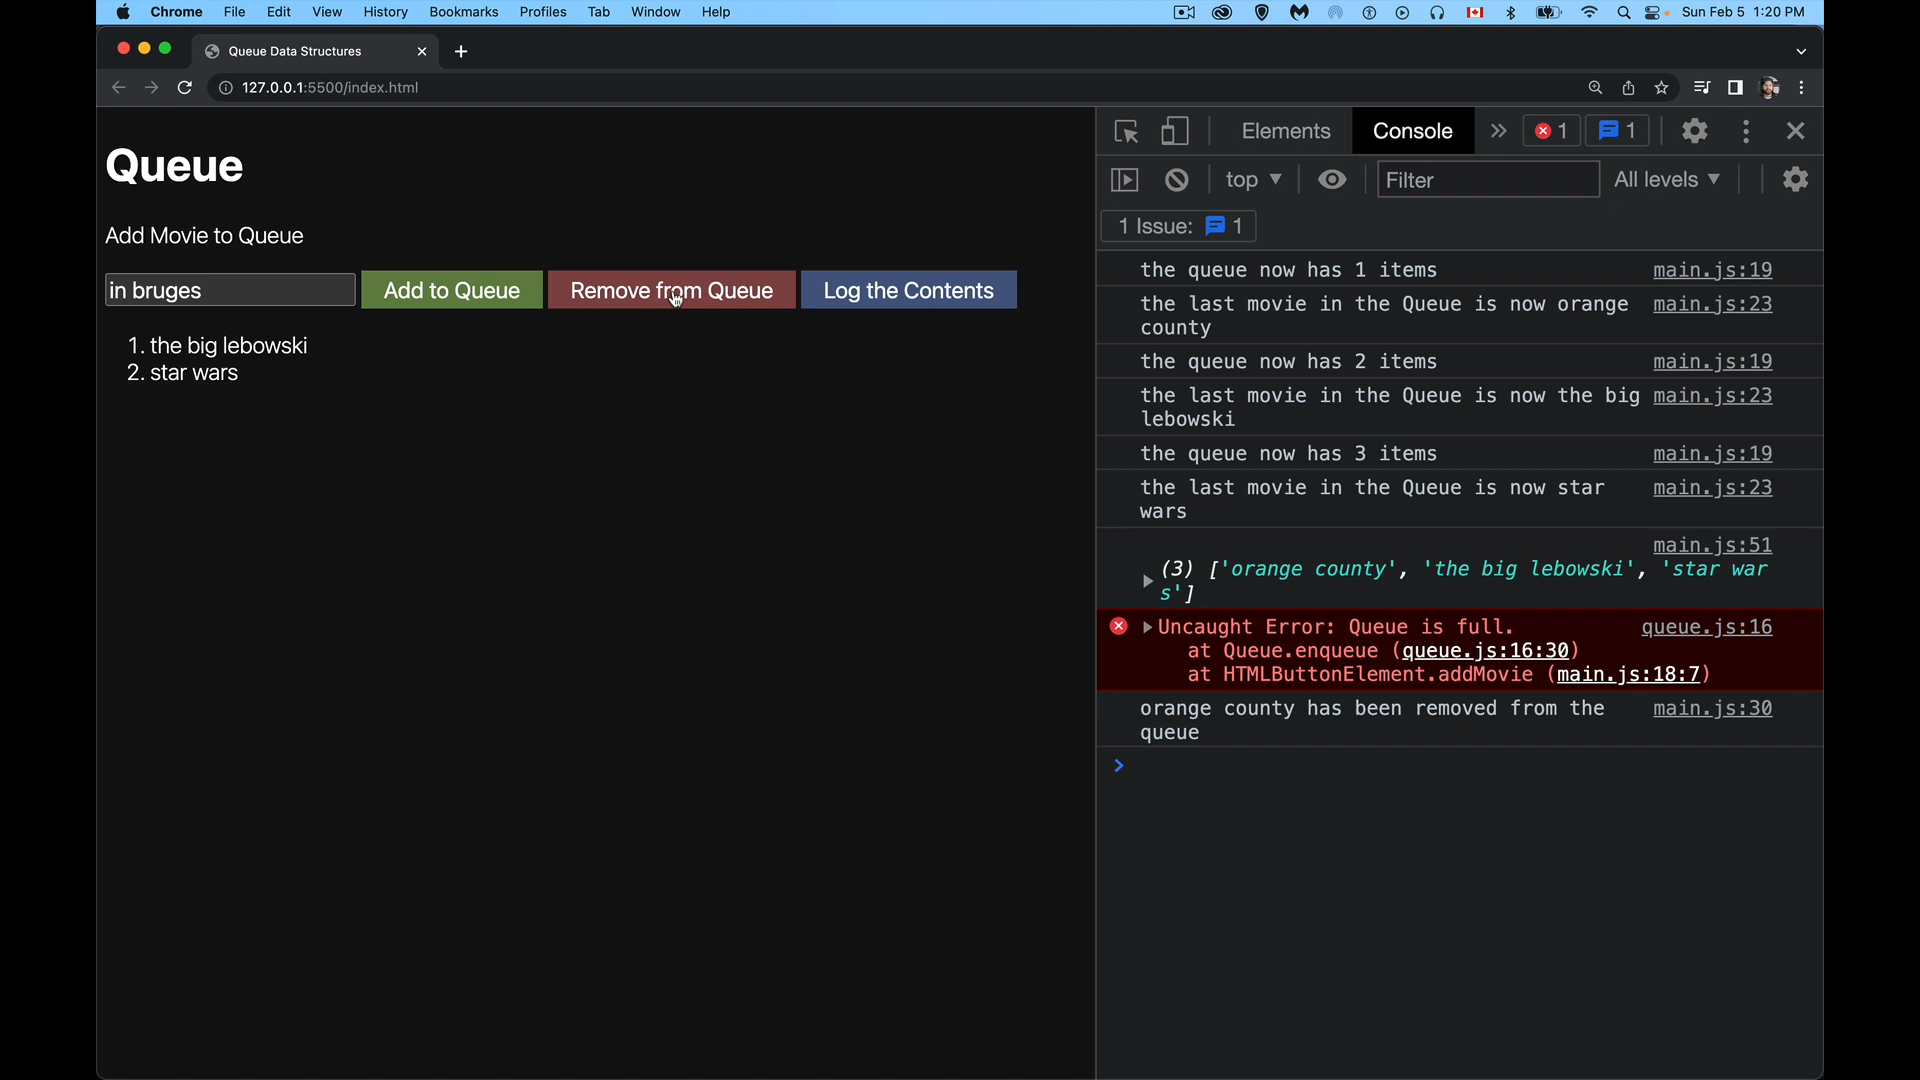 Chrome File Edit View History Bookmarks Profiles Tab Window Help Sun Feb 5 1:20 PM
Queue Data Structures
127.0.0.1:5500/index.html
Queue
Add Movie to Queue
in bruges Add to Queue Remove from Queue Log the Contents
1. the big lebowski
2. star wars
Elements Console 1 1
top Filter All levels
1 Issue: 1
the queue now has 1 items main.js:19
the last movie in the Queue is now orange main.js:23
county
the queue now has 2 items main.js:19
the last movie in the Queue is now the big main.js:23
lebowski
the queue now has 3 items main.js:19
the last movie in the Queue is now star main.js:23
wars
main.js:51
(3) ['orange county', 'the big lebowski', 'star war
s']
Uncaught Error: Queue is full. queue.js:16
at Queue.enqueue (queue.js:16:30)
at HTMLButtonElement.addMovie (main.js:18:7)
orange county has been removed from the main.js:30
queue